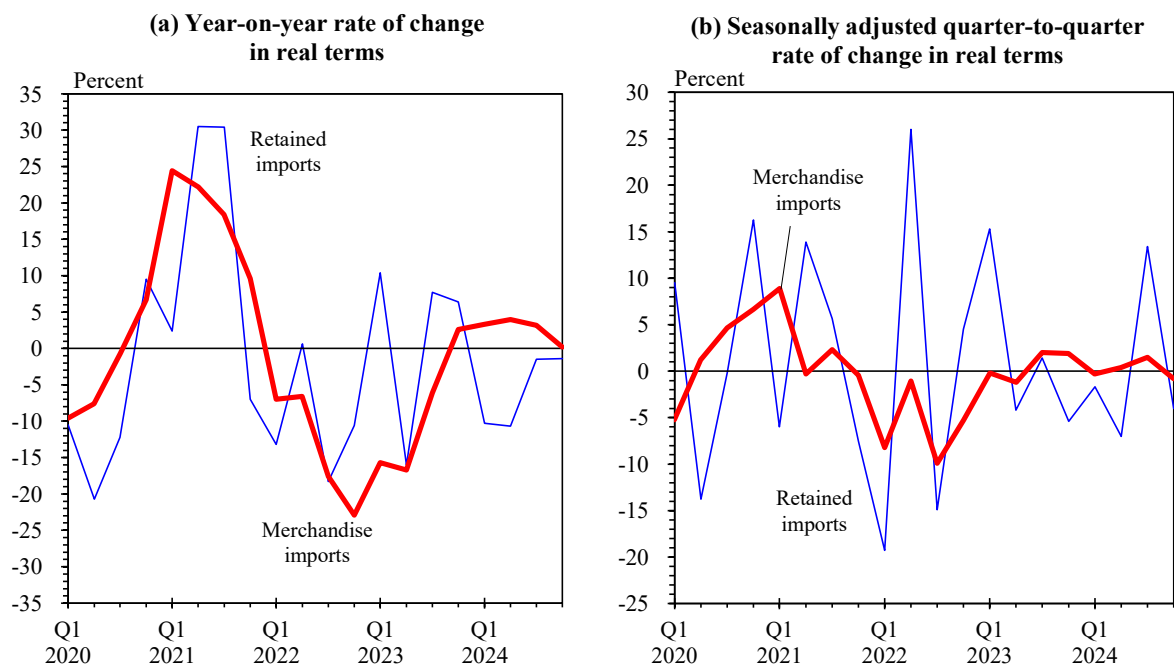 (a) Year-on-year rate of change
in real terms
Percent
35
30
25
20
15
10
5
0
-5
-10
-15
-20
-25
-30
-35
Retained
imports
Merchandise
imports
Q1
2020
Q1
2021
Q1
2022
Q1
2023
Q1
2024
(b) Seasonally adjusted quarter-to-quarter
rate of change in real terms
Percent
30
25
20
15
10
5
0
-5
-10
-15
-20
-25
Merchandise
imports
Retained
imports
Q1
2020
Q1
2021
Q1
2022
Q1
2023
Q1
2024